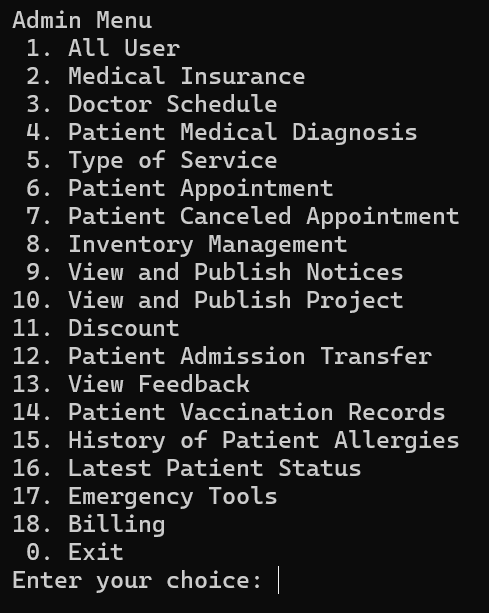 Admin Menu
 1. All User
 2. Medical Insurance
 3. Doctor Schedule
 4. Patient Medical Diagnosis
 5. Type of Service
 6. Patient Appointment
 7. Patient Canceled Appointment
 8. Inventory Management
 9. View and Publish Notices
10. View and Publish Project
11. Discount
12. Patient Admission Transfer
13. View Feedback
14. Patient Vaccination Records
15. History of Patient Allergies
16. Latest Patient Status
17. Emergency Tools
18. Billing
 0. Exit
Enter your choice: